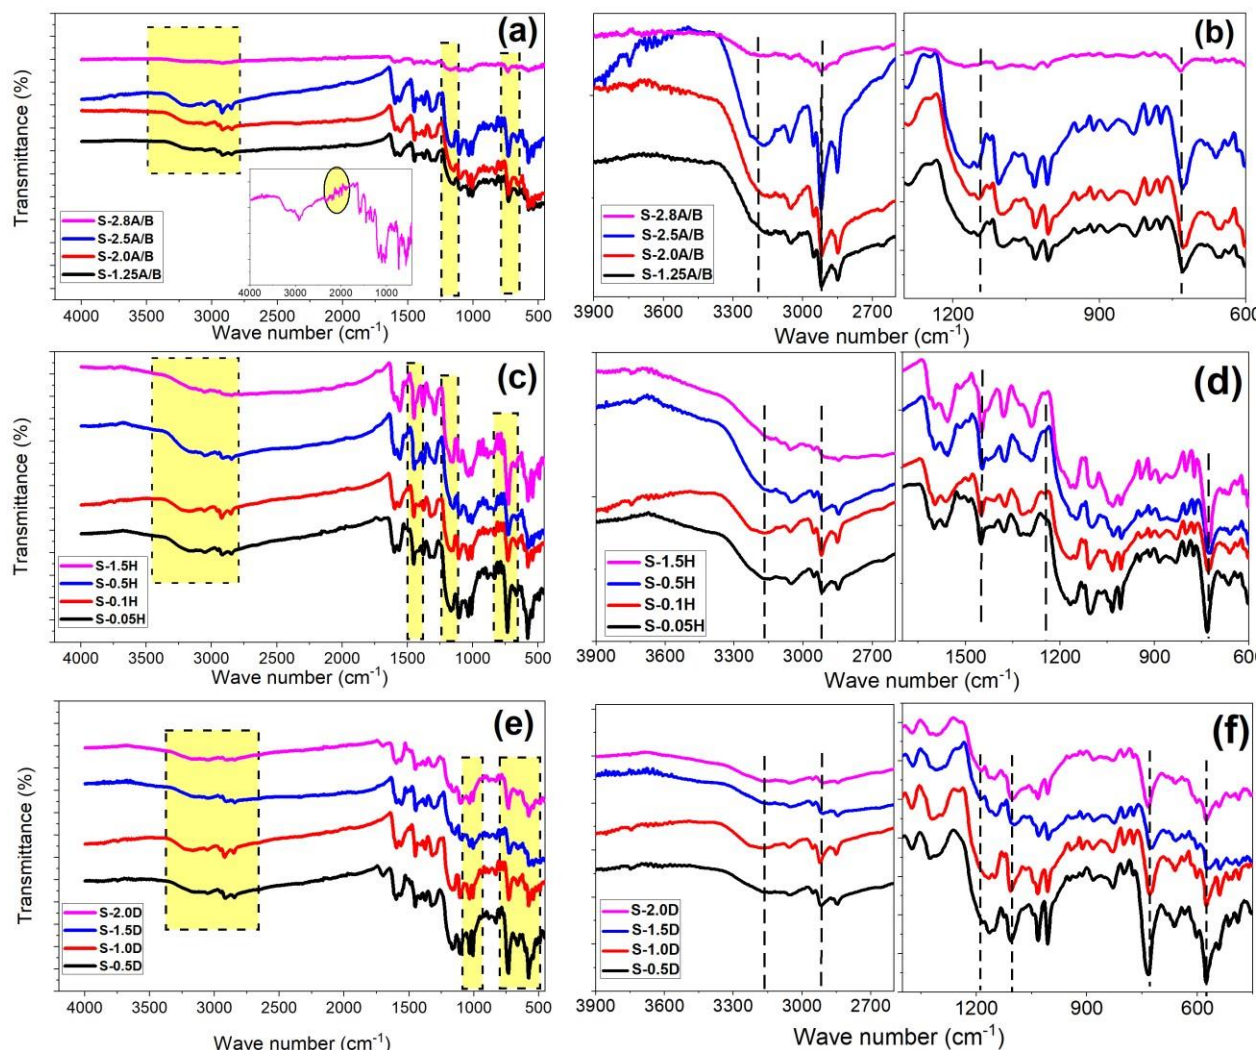 (a)
Transmittance (%)
S-2.8A/B
S-2.5A/B
S-2.0A/B
S-1.25A/B
4000 3000 2000 1000
4000 3500 3000 2500 2000 1500 1000 500
Wave number (cm⁻¹)
(b)
Transmittance (%)
S-2.8A/B
S-2.5A/B
S-2.0A/B
S-1.25A/B
3900 3600 3300 3000 2700
1200 900 600
Wave number (cm⁻¹)
(c)
Transmittance (%)
S-1.5H
S-0.5H
S-0.1H
S-0.05H
4000 3500 3000 2500 2000 1500 1000 500
Wave number (cm⁻¹)
(d)
Transmittance (%)
S-1.5H
S-0.5H
S-0.1H
S-0.05H
3900 3600 3300 3000 2700
1500 1200 900 600
Wave number (cm⁻¹)
(e)
Transmittance (%)
S-2.0D
S-1.5D
S-1.0D
S-0.5D
4000 3500 3000 2500 2000 1500 1000 500
Wave number (cm⁻¹)
(f)
Transmittance (%)
S-2.0D
S-1.5D
S-1.0D
S-0.5D
3900 3600 3300 3000 2700
1200 1000 800 600
Wave number (cm⁻¹)